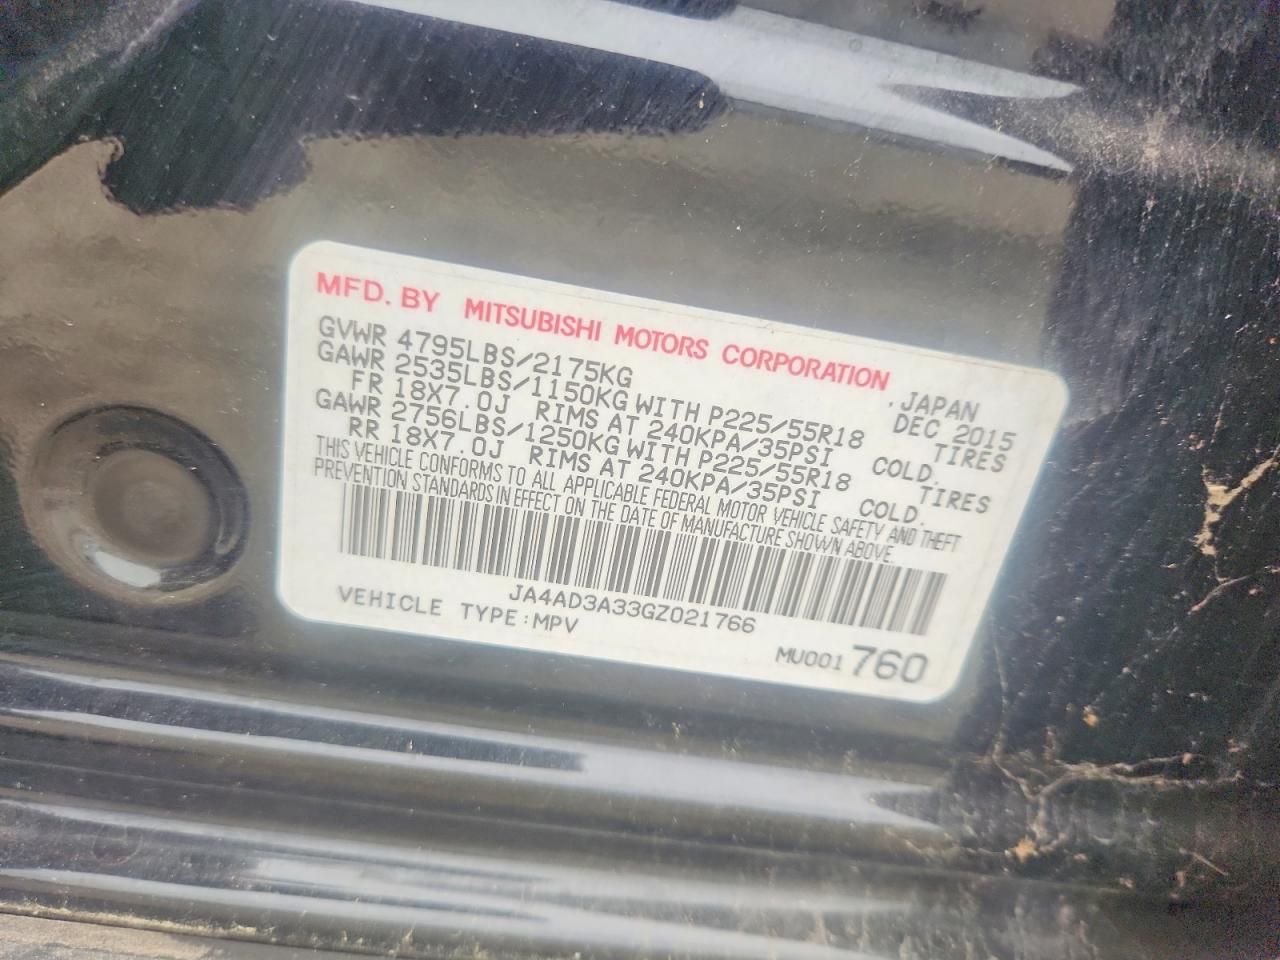 MFD. BY MITSUBISHI MOTORS CORPORATION, JAPAN
GVWR 4795LBS/2175KG DEC 2015
GAWR 2535LBS/1150KG WITH P225/55R18 TIRES
FR 18X7.0J RIMS AT 240KPA/35PSI COLD.
GAWR 2756LBS/1250KG WITH P225/55R18 TIRES
RR 18X7.0J RIMS AT 240KPA/35PSI COLD.
THIS VEHICLE CONFORMS TO ALL APPLICABLE FEDERAL MOTOR VEHICLE SAFETY AND THEFT
PREVENTION STANDARDS IN EFFECT ON THE DATE OF MANUFACTURE SHOWN ABOVE.
JA4AD3A33GZ021766
VEHICLE TYPE:MPV
MU001 760